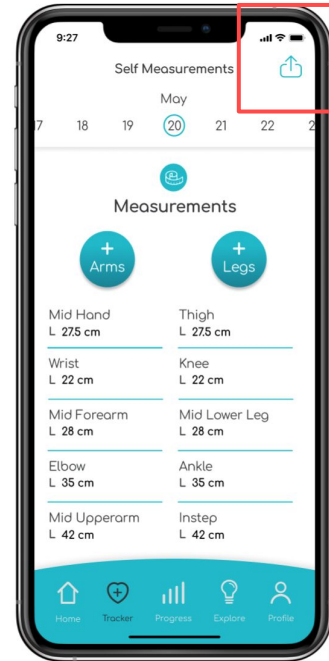 9:27
Self Measurements
May
17 18 19 20 21 22 2
Measurements
+ Arms
+ Legs
Mid Hand
L 27.5 cm
Thigh
L 27.5 cm
Wrist
L 22 cm
Knee
L 22 cm
Mid Forearm
L 28 cm
Mid Lower Leg
L 28 cm
Elbow
L 35 cm
Ankle
L 35 cm
Mid Upperarm
L 42 cm
Instep
L 42 cm
Home Tracker Progress Explore Profile